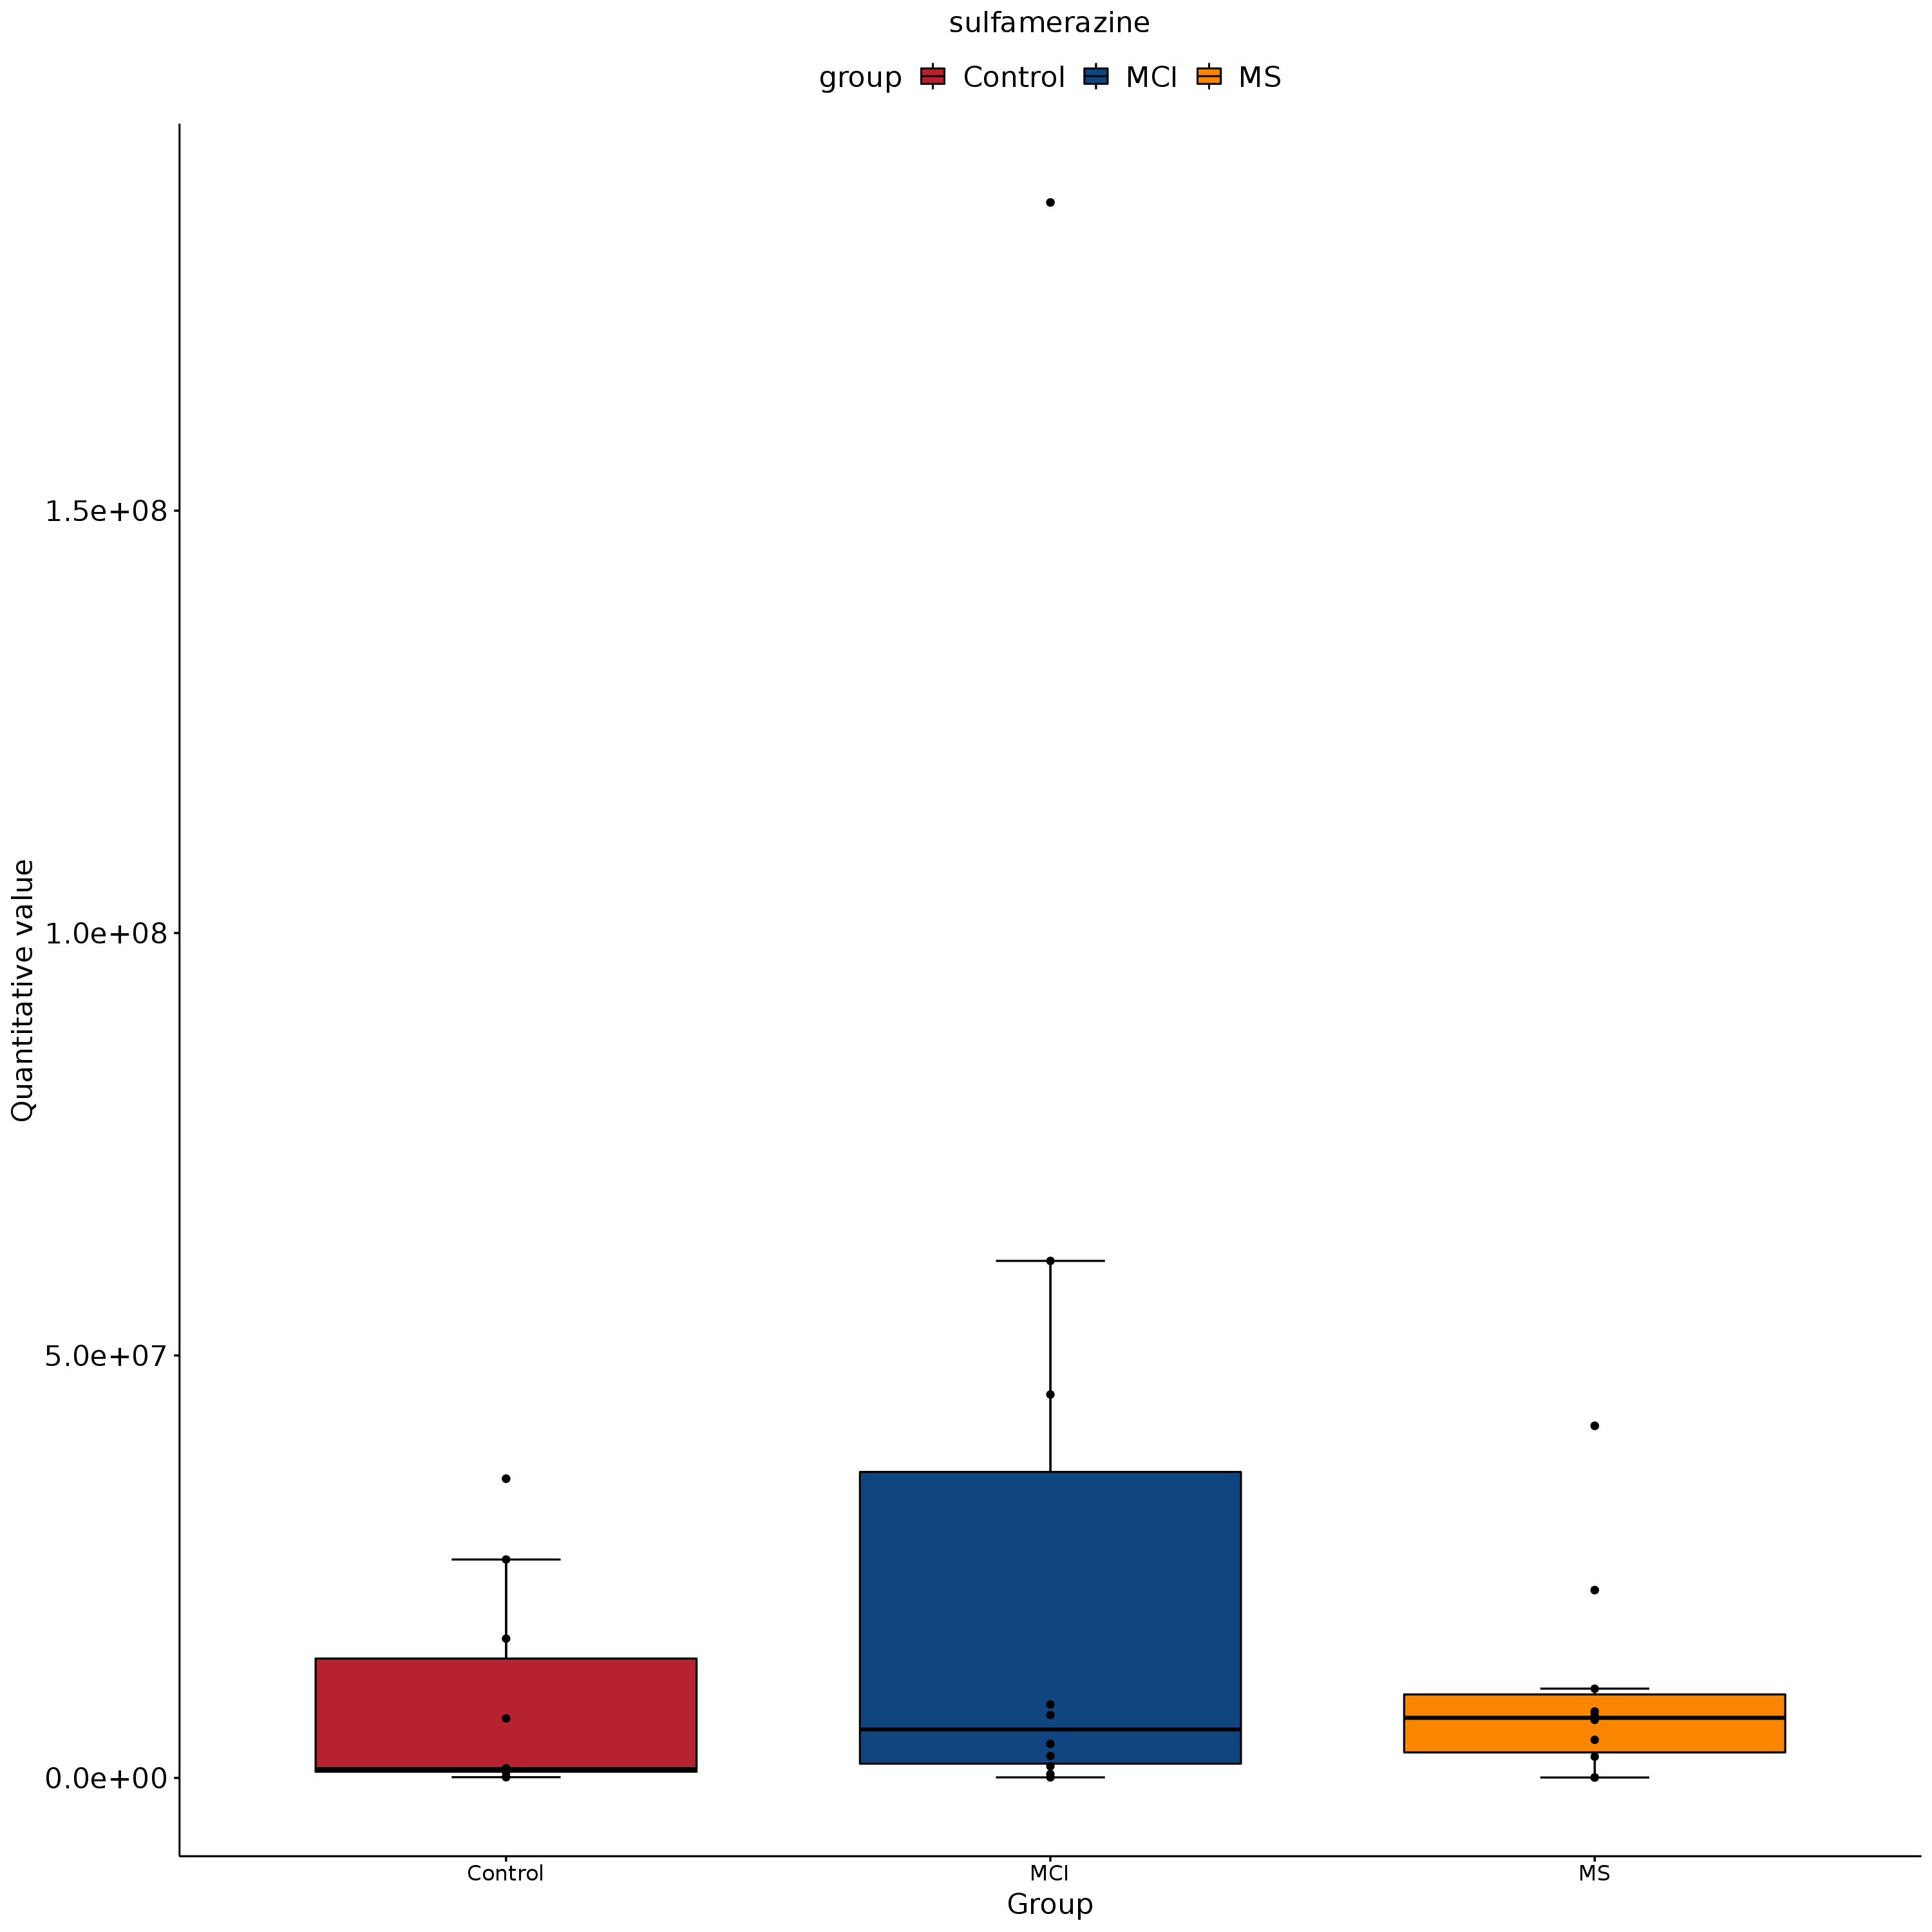 sulfamerazine
group Control MCI MS
Quantitative value
1.5e+08
1.0e+08
5.0e+07
0.0e+00
Control MCI MS
Group